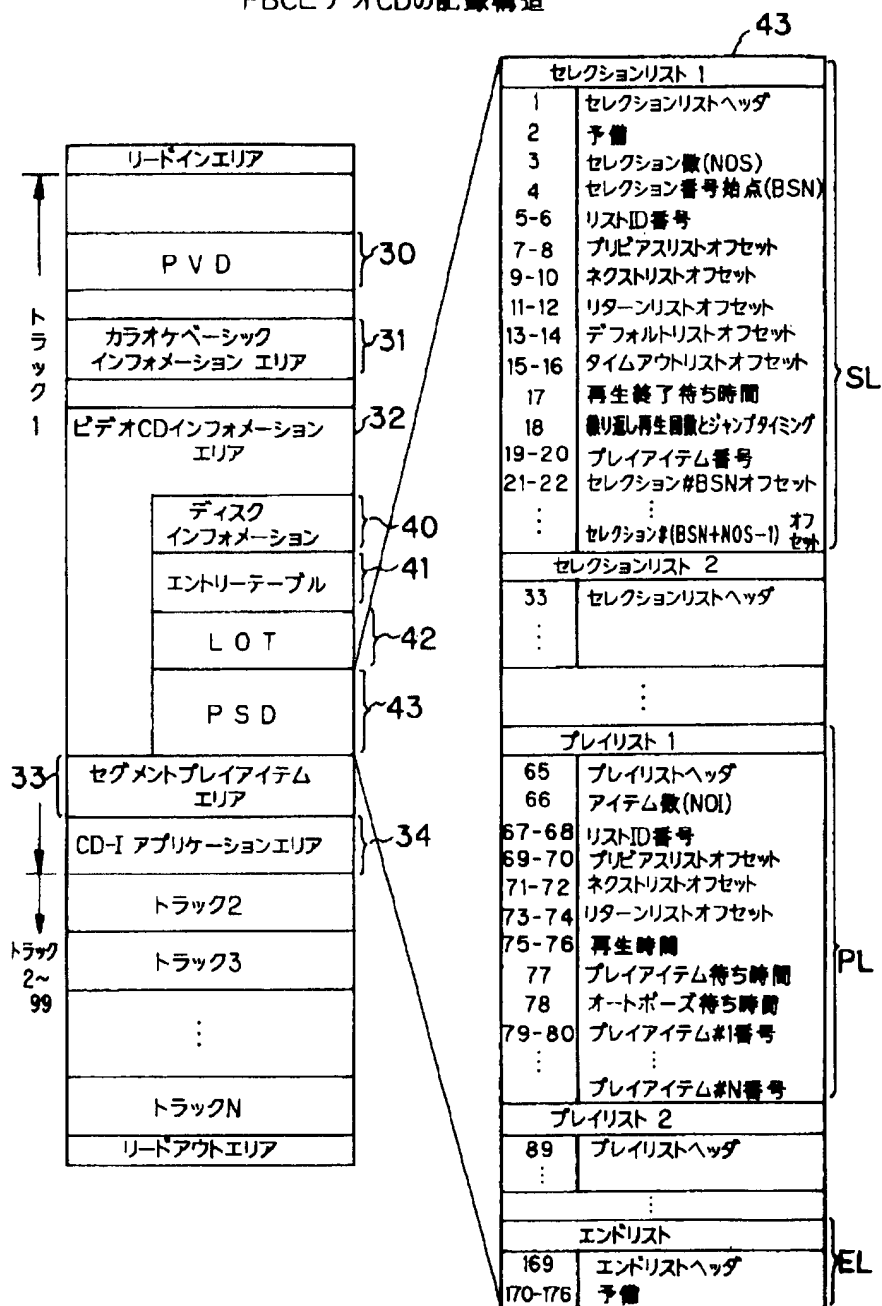 PBCビデオCDの記録構造
リードインエリア
トラック1
PVD
30
カラオケベーシック
インフォメーション エリア
31
ビデオCDインフォメーション
エリア
32
ディスク
インフォメーション
40
エントリーテーブル
41
LOT
42
PSD
43
33
セグメントプレイアイテム
エリア
CD-I アプリケーションエリア
34
トラック
2~
99
トラック2
トラック3
⋮
トラックN
リードアウトエリア
43
セレクションリスト 1
1 セレクションリストヘッダ
2 予備
3 セレクション数(NOS)
4 セレクション番号始点(BSN)
5-6 リストID番号
7-8 プリビアスリストオフセット
9-10 ネクストリストオフセット
11-12 リターンリストオフセット
13-14 デフォルトリストオフセット
15-16 タイムアウトリストオフセット
17 再生終了待ち時間
18 繰り返し再生回数とジャンプタイミング
19-20 プレイアイテム番号
21-22 セレクション#BSNオフセット
⋮ ⋮
セレクション#(BSN+NOS-1) オフセット
SL
セレクションリスト 2
33 セレクションリストヘッダ
⋮
⋮
プレイリスト 1
65 プレイリストヘッダ
66 アイテム数(NOI)
67-68 リストID番号
69-70 プリビアスリストオフセット
71-72 ネクストリストオフセット
73-74 リターンリストオフセット
75-76 再生時間
77 プレイアイテム待ち時間
78 オートポーズ待ち時間
79-80 プレイアイテム#1番号
⋮ ⋮
プレイアイテム#N番号
PL
プレイリスト 2
89 プレイリストヘッダ
⋮
⋮
エンドリスト
169 エンドリストヘッダ
170-176 予備
EL